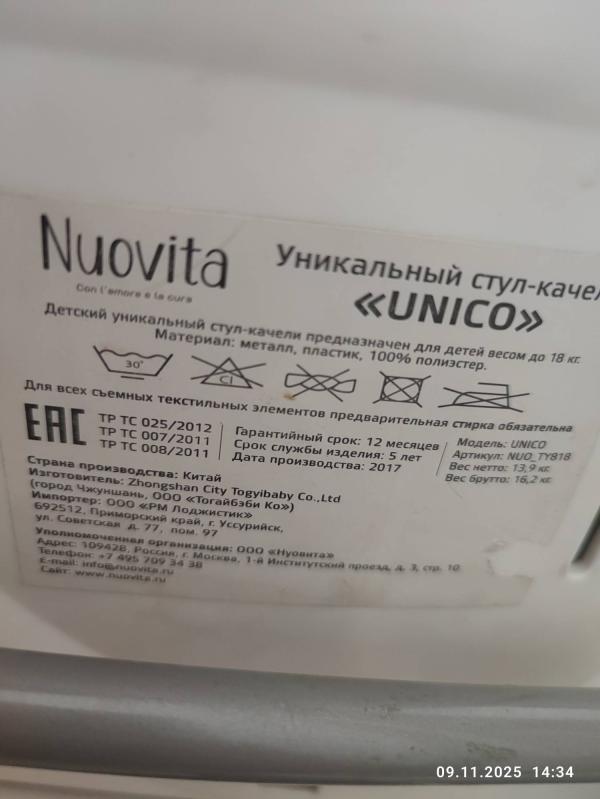 Nuovita
Con l'amore e la cura
Уникальный стул-качел
«UNICO»
Детский уникальный стул-качели предназначен для детей весом до 18 кг.
Материал: металл, пластик, 100% полиэстер.
30°
Cl
Для всех съемных текстильных элементов предварительная стирка обязательна
ЕАС
ТР ТС 025/2012
ТР ТС 007/2011
ТР ТС 008/2011
Гарантийный срок: 12 месяцев
Срок службы изделия: 5 лет
Дата производства: 2017
Модель: UNICO
Артикул: NUO_TY818
Вес нетто: 13,9 кг.
Вес брутто: 16,2 кг.
Страна производства: Китай
Изготовитель: Zhongshan City Togyibaby Co.,Ltd
(город Чжуншань, ООО «Тогайбэби Ко»)
Импортер: ООО «РМ Лоджистик»
692512, Приморский край, г. Уссурийск,
ул. Советская д. 77, пом. 97
Уполномоченная организация: ООО «Нуовита»
Адрес: 109428, Россия, г. Москва, 1-й Институтский проезд, д. 3, стр. 10
Телефон: +7 495 709 34 38
E-mail: info@nuovita.ru
Сайт: www.nuovita.ru
09.11.2025 14:34